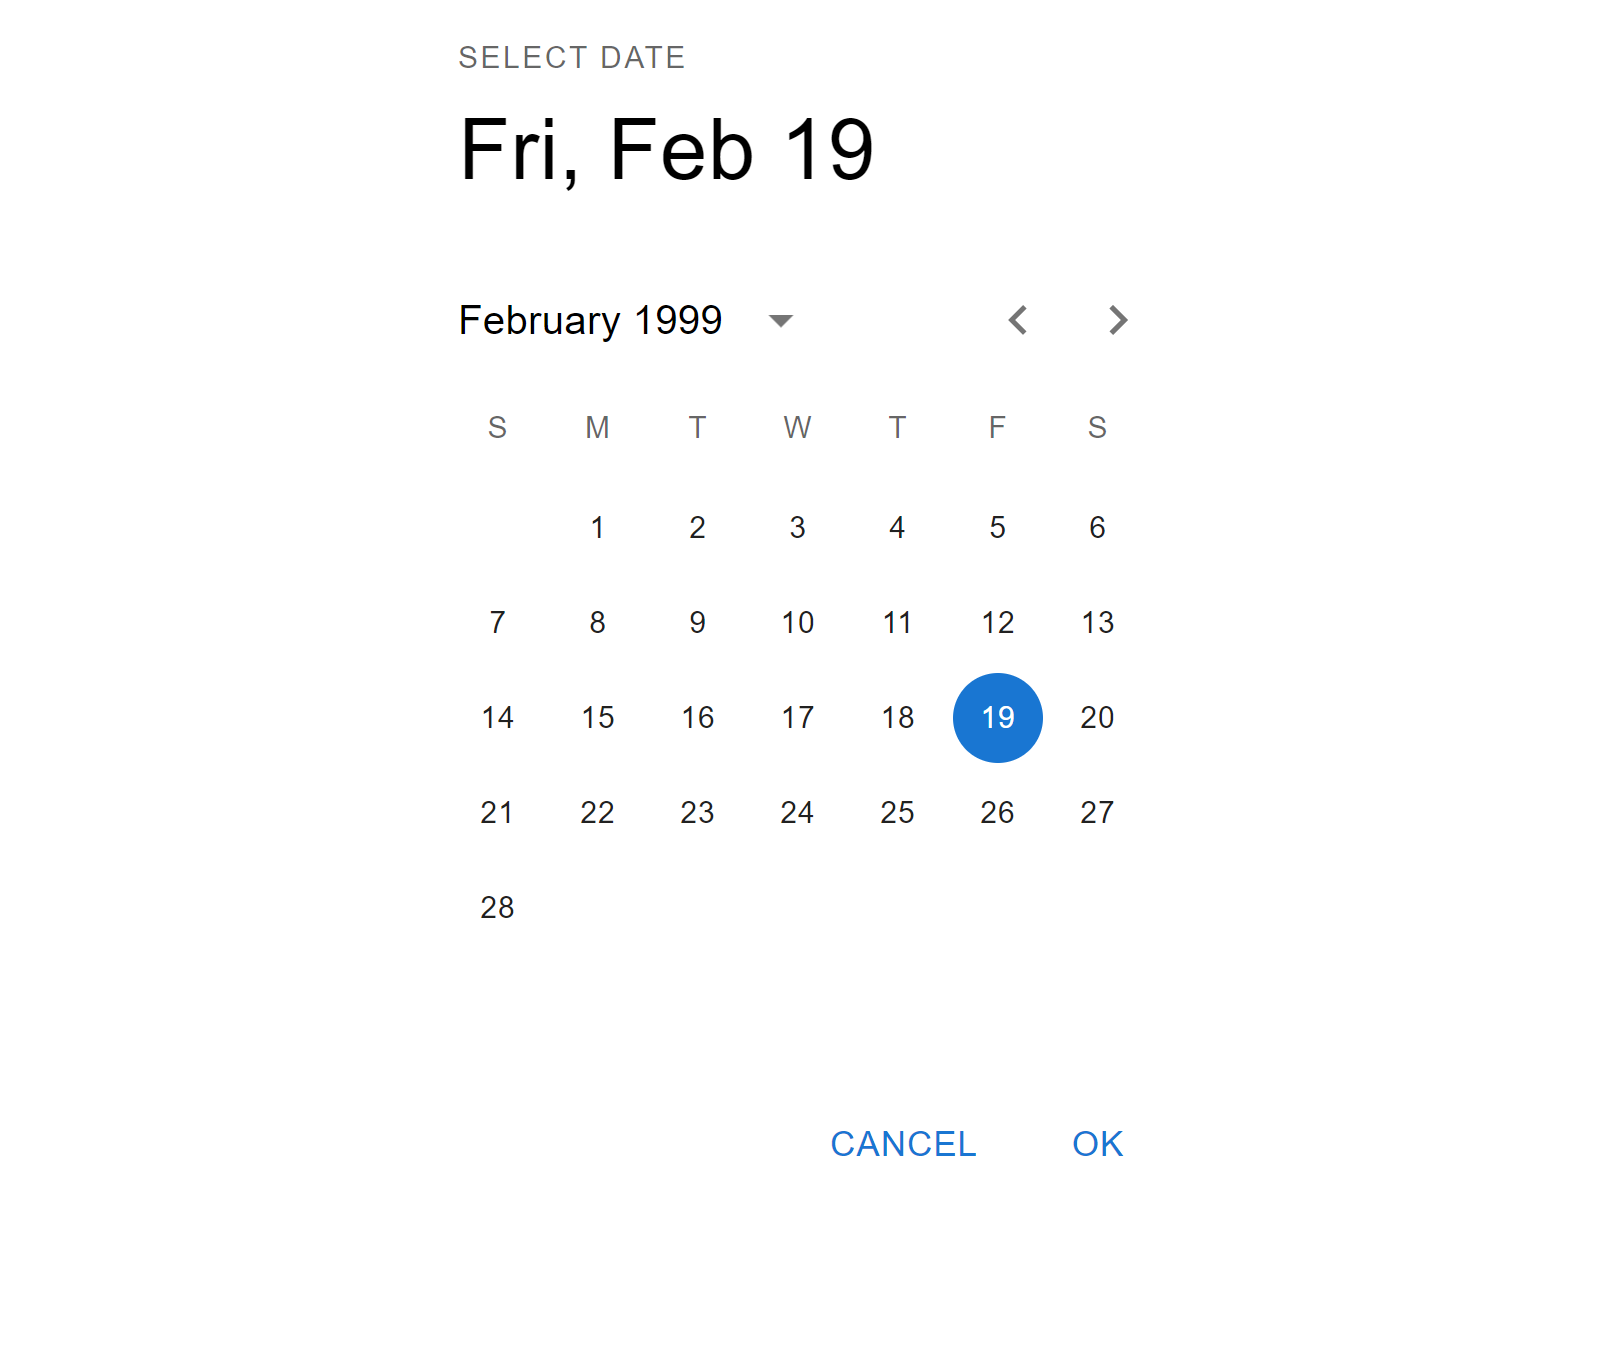 SELECT DATE
Fri, Feb 19
February 1999
S M T W T F S
1 2 3 4 5 6
7 8 9 10 11 12 13
14 15 16 17 18 19 20
21 22 23 24 25 26 27
28
CANCEL OK